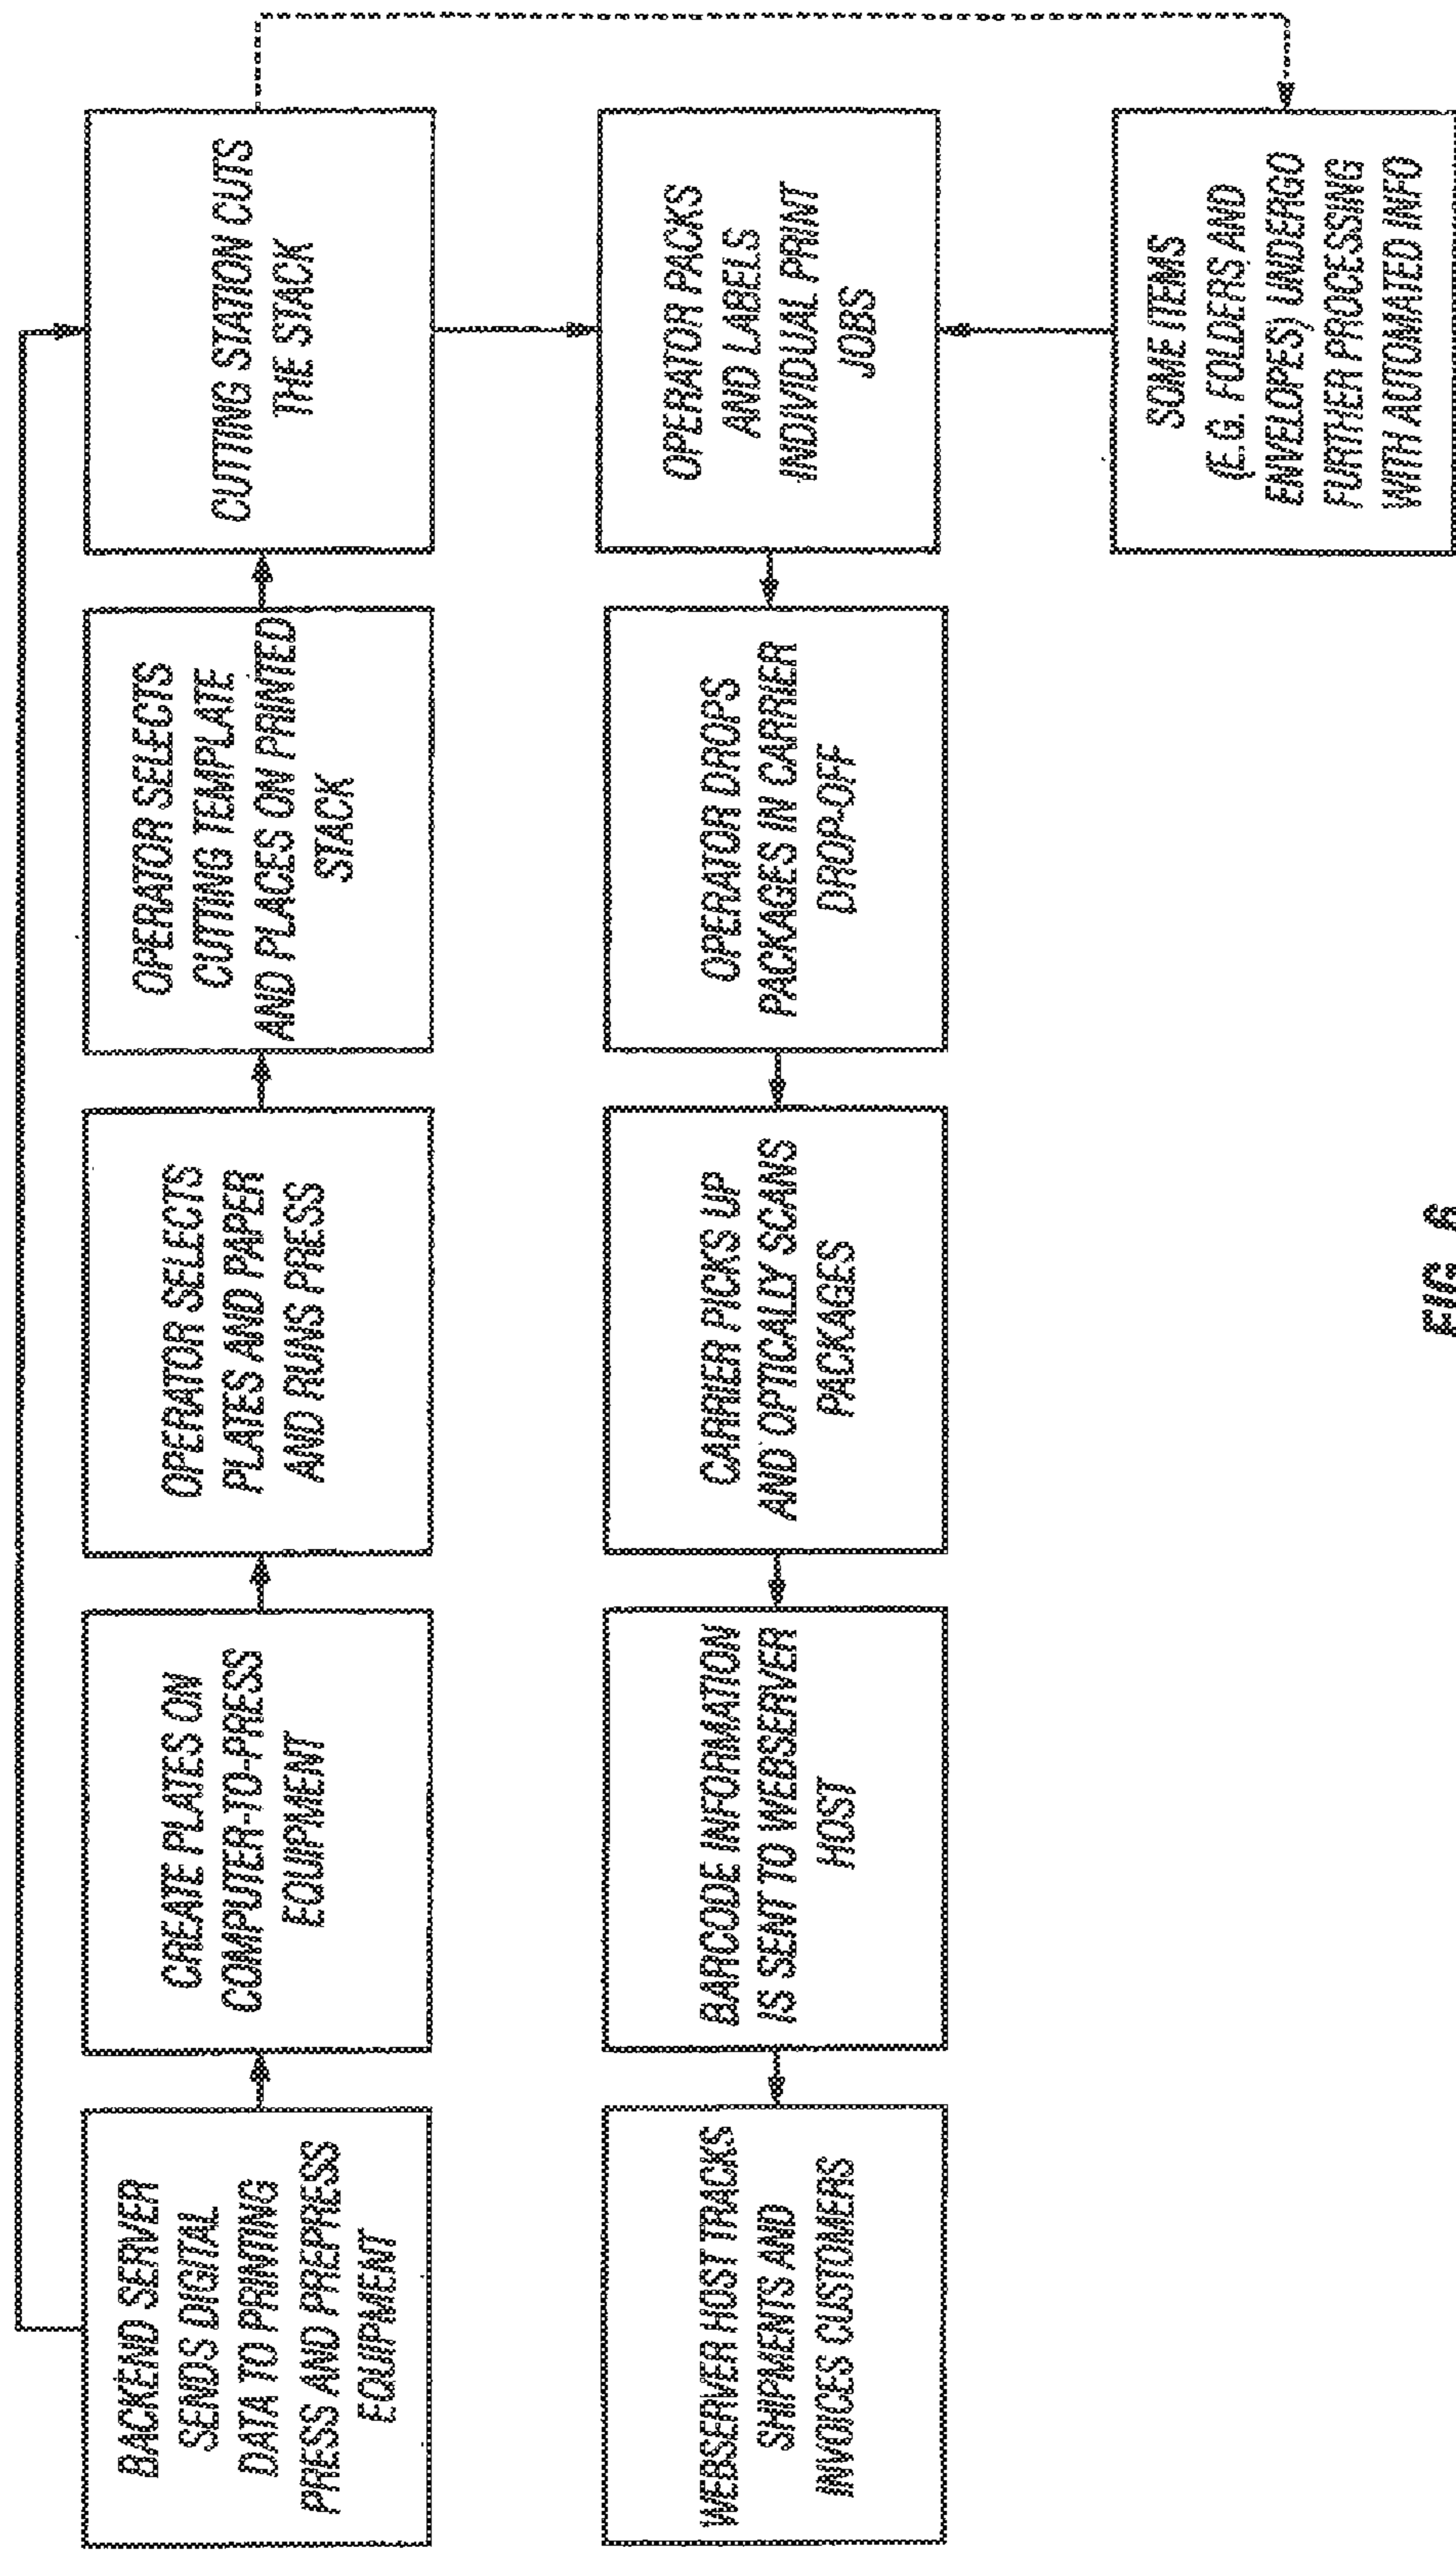 BACKEND SERVER
SENDS DIGITAL
DATA TO PRINTING
PRESS AND PREPRESS
EQUIPMENT
CREATE PLATES ON
COMPUTER-TO-PRESS
EQUIPMENT
OPERATOR SELECTS
PLATES AND PAPER
AND RUNS PRESS
OPERATOR SELECTS
CUTTING TEMPLATE
AND PLACES ON PRINTED
STACK
CUTTING STATION CUTS
THE STACK
OPERATOR PACKS
AND LABELS
INDIVIDUAL PRINT
JOBS
OPERATOR DROPS
PACKAGES IN CARRIER
DROP-OFF
CARRIER PICKS UP
AND OPTICALLY SCANS
PACKAGES
BARCODE INFORMATION
IS SENT TO WEBSERVER
HOST
WEBSERVER HOST TRACKS
SHIPMENTS AND
INVOICES CUSTOMERS
SOME ITEMS
(E.G. FOLDERS AND
ENVELOPES) UNDERGO
FURTHER PROCESSING
WITH AUTOMATED INFO
FIG. 6